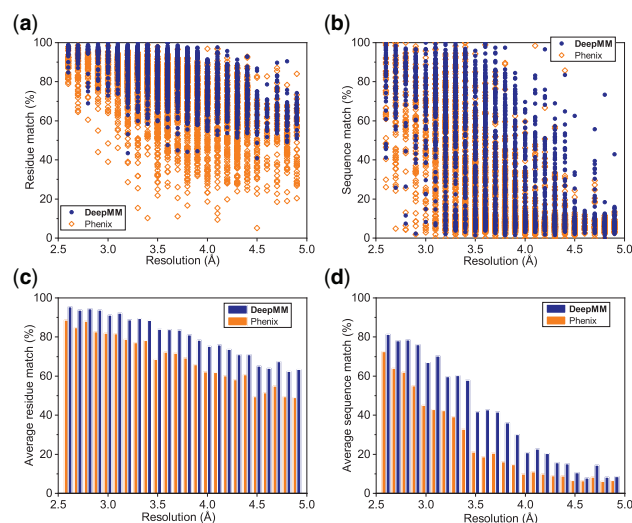 (a)
100
80
60
40
20
0
Residue match (%)
DeepMM
Phenix
2.5 3.0 3.5 4.0 4.5 5.0
Resolution (Å)
(b)
100
80
60
40
20
0
Sequence match (%)
DeepMM
Phenix
2.5 3.0 3.5 4.0 4.5 5.0
Resolution (Å)
(c)
100
80
60
40
20
0
Average residue match (%)
DeepMM
Phenix
2.5 3.0 3.5 4.0 4.5 5.0
Resolution (Å)
(d)
100
80
60
40
20
0
Average sequence match (%)
DeepMM
Phenix
2.5 3.0 3.5 4.0 4.5 5.0
Resolution (Å)